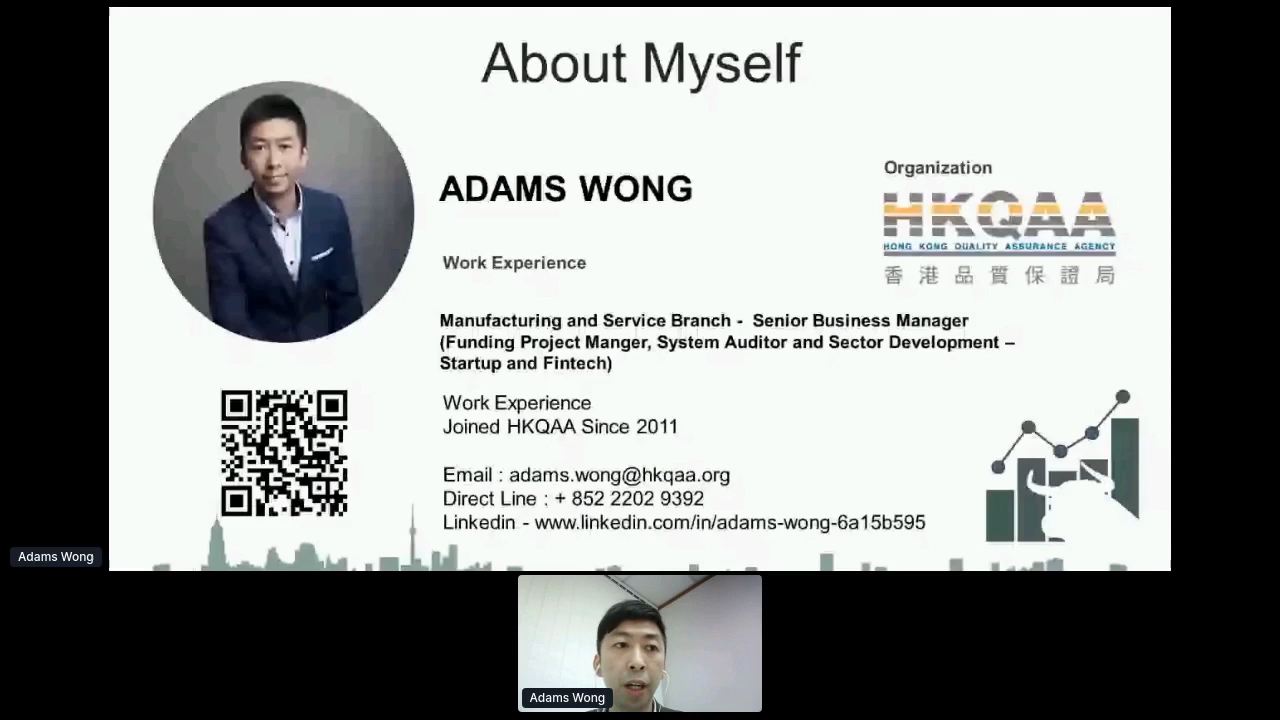 About Myself
ADAMS WONG
Organization
HKQAA
HONG KONG QUALITY ASSURANCE AGENCY
香港品質保證局
Work Experience
Manufacturing and Service Branch - Senior Business Manager
(Funding Project Manger, System Auditor and Sector Development –
Startup and Fintech)
Work Experience
Joined HKQAA Since 2011
Email : adams.wong@hkqaa.org
Direct Line : + 852 2202 9392
Linkedin - www.linkedin.com/in/adams-wong-6a15b595
Adams Wong
Adams Wong